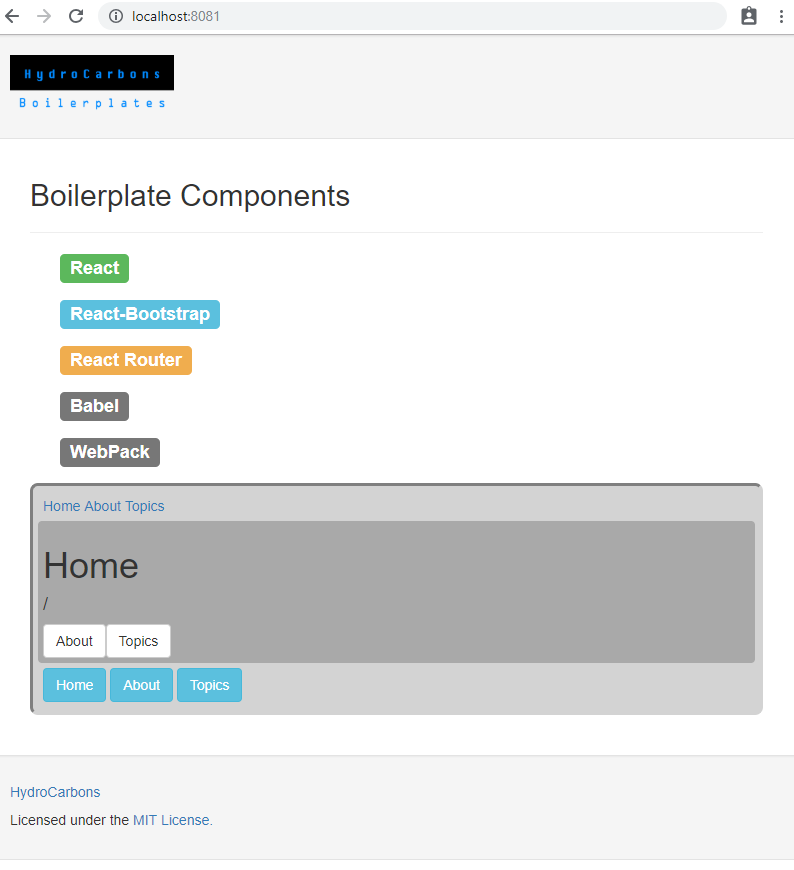 localhost:8081
HydroCarbons
Boilerplates
Boilerplate Components
React
React-Bootstrap
React Router
Babel
WebPack
Home About Topics
Home
/
About Topics
Home About Topics
HydroCarbons
Licensed under the MIT License.